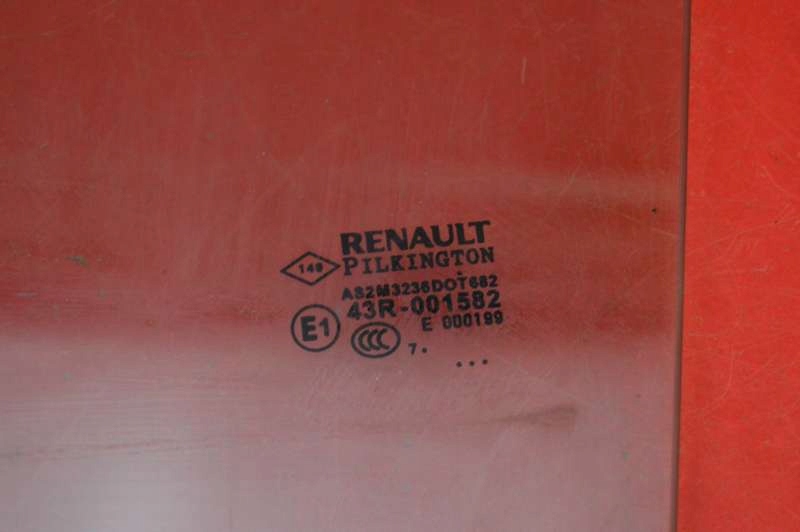 RENAULT
149 PILKINGTON
AS2M3236DOT682
43R-001582
E1 CCC E 000199
7.
...